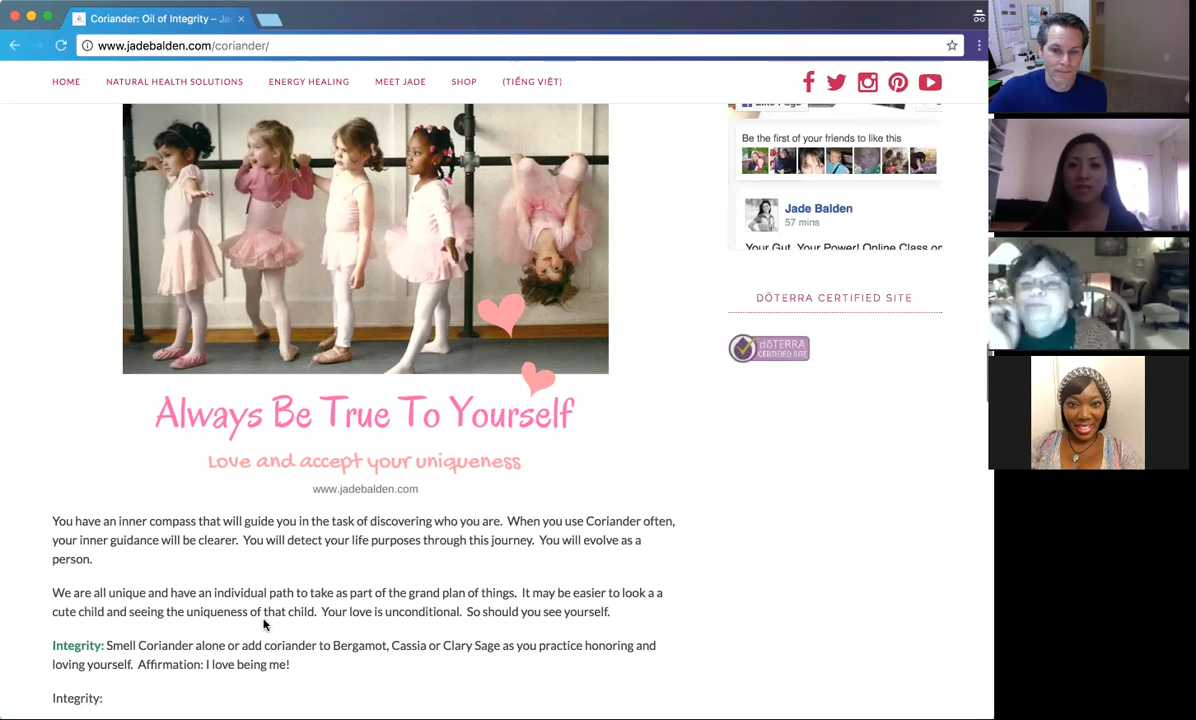 Coriander: Oil of Integrity – Ja
www.jadebalden.com/coriander/
HOME NATURAL HEALTH SOLUTIONS ENERGY HEALING MEET JADE SHOP (TIẾNG VIỆT)
Like Page
Be the first of your friends to like this
Jade Balden
57 mins
Your Gut, Your Power! Online Class or
DŌTERRA CERTIFIED SITE
dōTERRA
CERTIFIED SITE
Always Be True To Yourself
Love and accept your uniqueness
www.jadebalden.com
You have an inner compass that will guide you in the task of discovering who you are. When you use Coriander often,
your inner guidance will be clearer. You will detect your life purposes through this journey. You will evolve as a
person.
We are all unique and have an individual path to take as part of the grand plan of things. It may be easier to look a a
cute child and seeing the uniqueness of that child. Your love is unconditional. So should you see yourself.
Integrity: Smell Coriander alone or add coriander to Bergamot, Cassia or Clary Sage as you practice honoring and
loving yourself. Affirmation: I love being me!
Integrity: